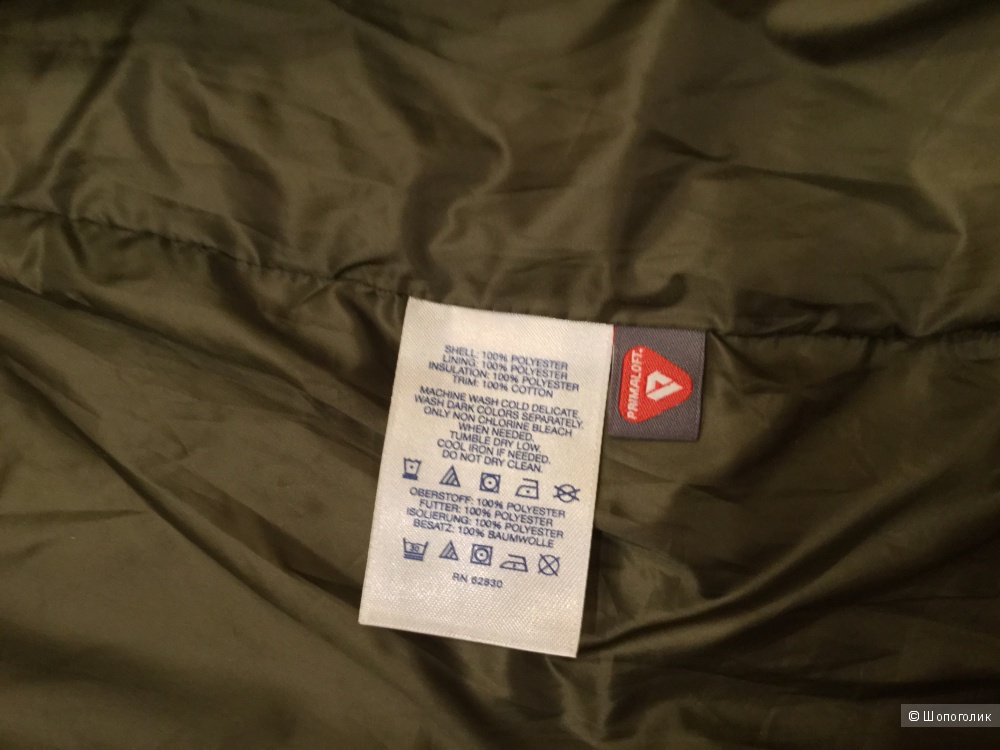 SHELL: 100% POLYESTER
LINING: 100% POLYESTER
INSULATION: 100% POLYESTER
TRIM: 100% COTTON
MACHINE WASH COLD DELICATE.
WASH DARK COLORS SEPARATELY.
ONLY NON CHLORINE BLEACH
WHEN NEEDED.
TUMBLE DRY LOW.
COOL IRON IF NEEDED.
DO NOT DRY CLEAN.
OBERSTOFF: 100% POLYESTER
FUTTER: 100% POLYESTER
ISOLIERUNG: 100% POLYESTER
BESATZ: 100% BAUMWOLLE
30
RN 62830
PRIMALOFT
© Шопоголик